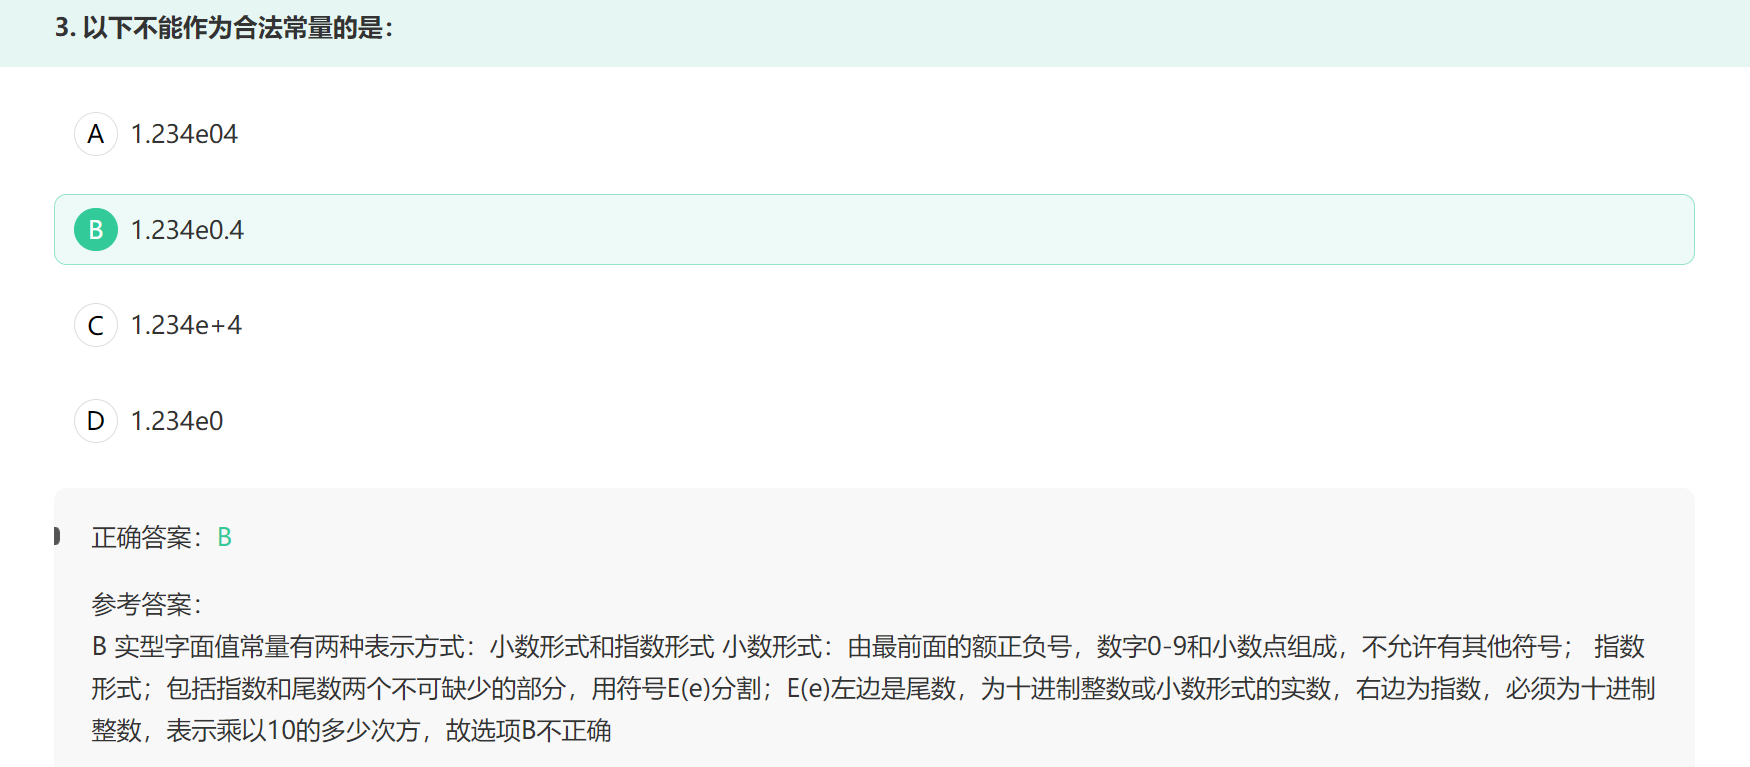 3. 以下不能作为合法常量的是：
A 1.234e04
B 1.234e0.4
C 1.234e+4
D 1.234e0
正确答案：B
参考答案：
B 实型字面值常量有两种表示方式：小数形式和指数形式 小数形式：由最前面的额正负号，数字0-9和小数点组成，不允许有其他符号； 指数
形式；包括指数和尾数两个不可缺少的部分，用符号E(e)分割；E(e)左边是尾数，为十进制整数或小数形式的实数，右边为指数，必须为十进制
整数，表示乘以10的多少次方，故选项B不正确